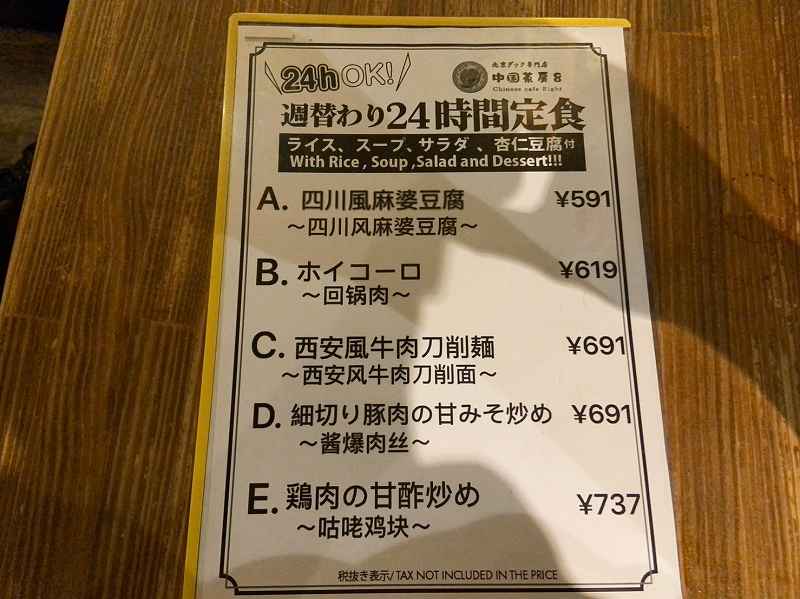 24h OK!
北京ダック専門店
中国茶房8
Chinese cafe Eight
週替わり24時間定食
ライス、スープ、サラダ、杏仁豆腐付
With Rice , Soup ,Salad and Dessert!!!
A. 四川風麻婆豆腐 ¥591
～四川风麻婆豆腐～
B. ホイコーロ ¥619
～回锅肉～
C. 西安風牛肉刀削麺 ¥691
～西安风牛肉刀削面～
D. 細切り豚肉の甘みそ炒め ¥691
～酱爆肉丝～
E. 鶏肉の甘酢炒め ¥737
～咕咾鸡块～
税抜き表示/ TAX NOT INCLUDED IN THE PRICE